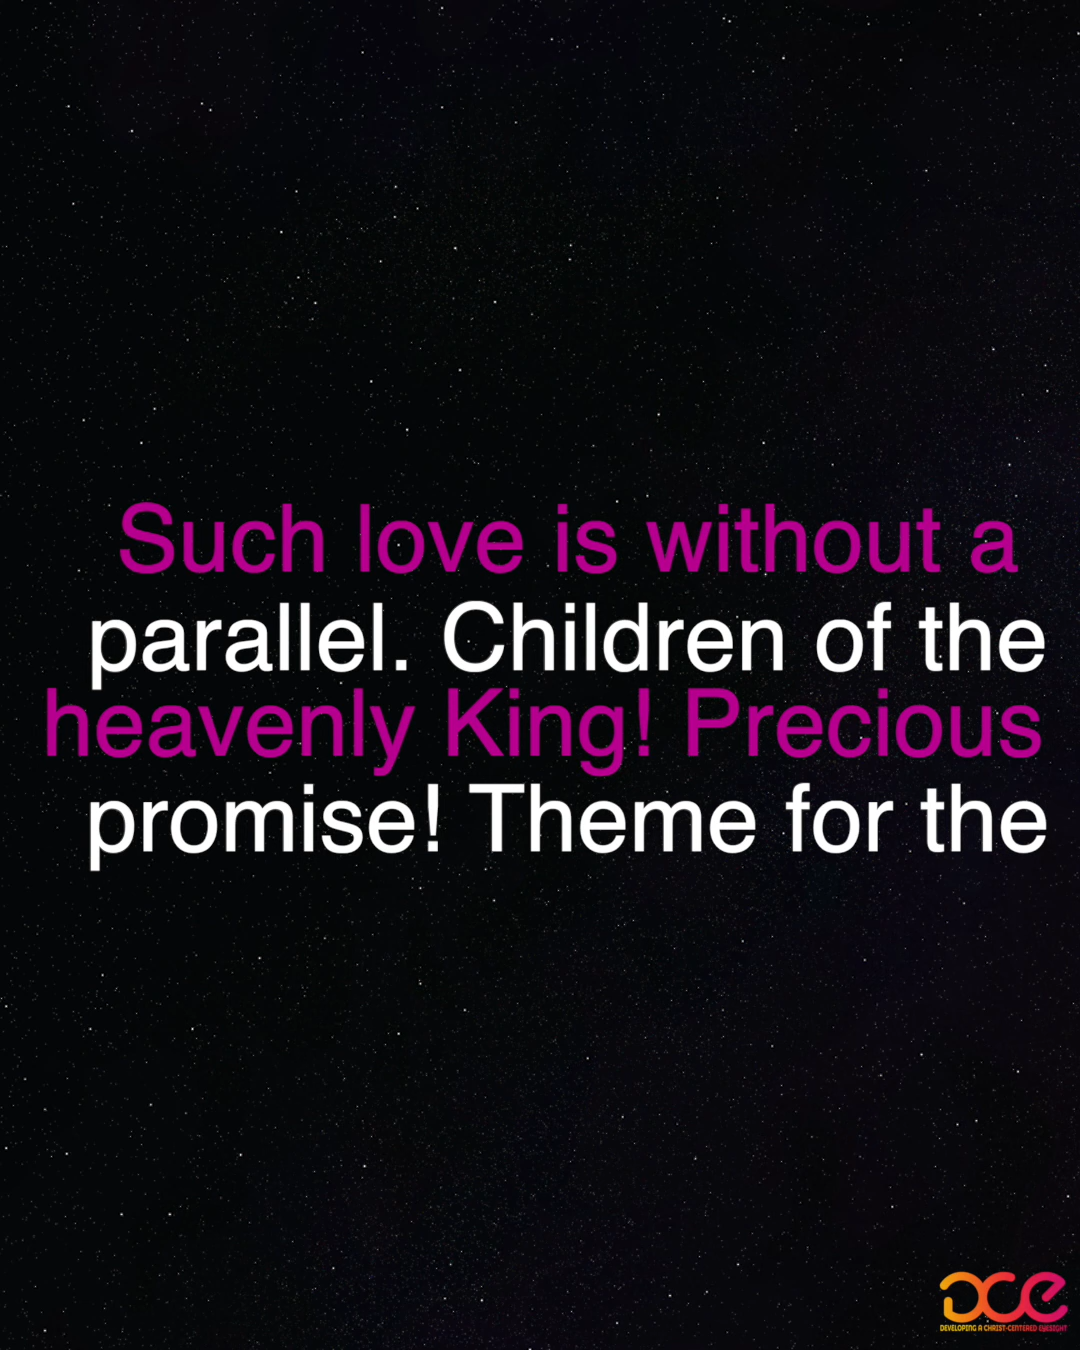 Such love is without a
parallel. Children of the
heavenly King! Precious
promise! Theme for the
DCE
DEVELOPING A CHRIST-CENTERED EYESIGHT